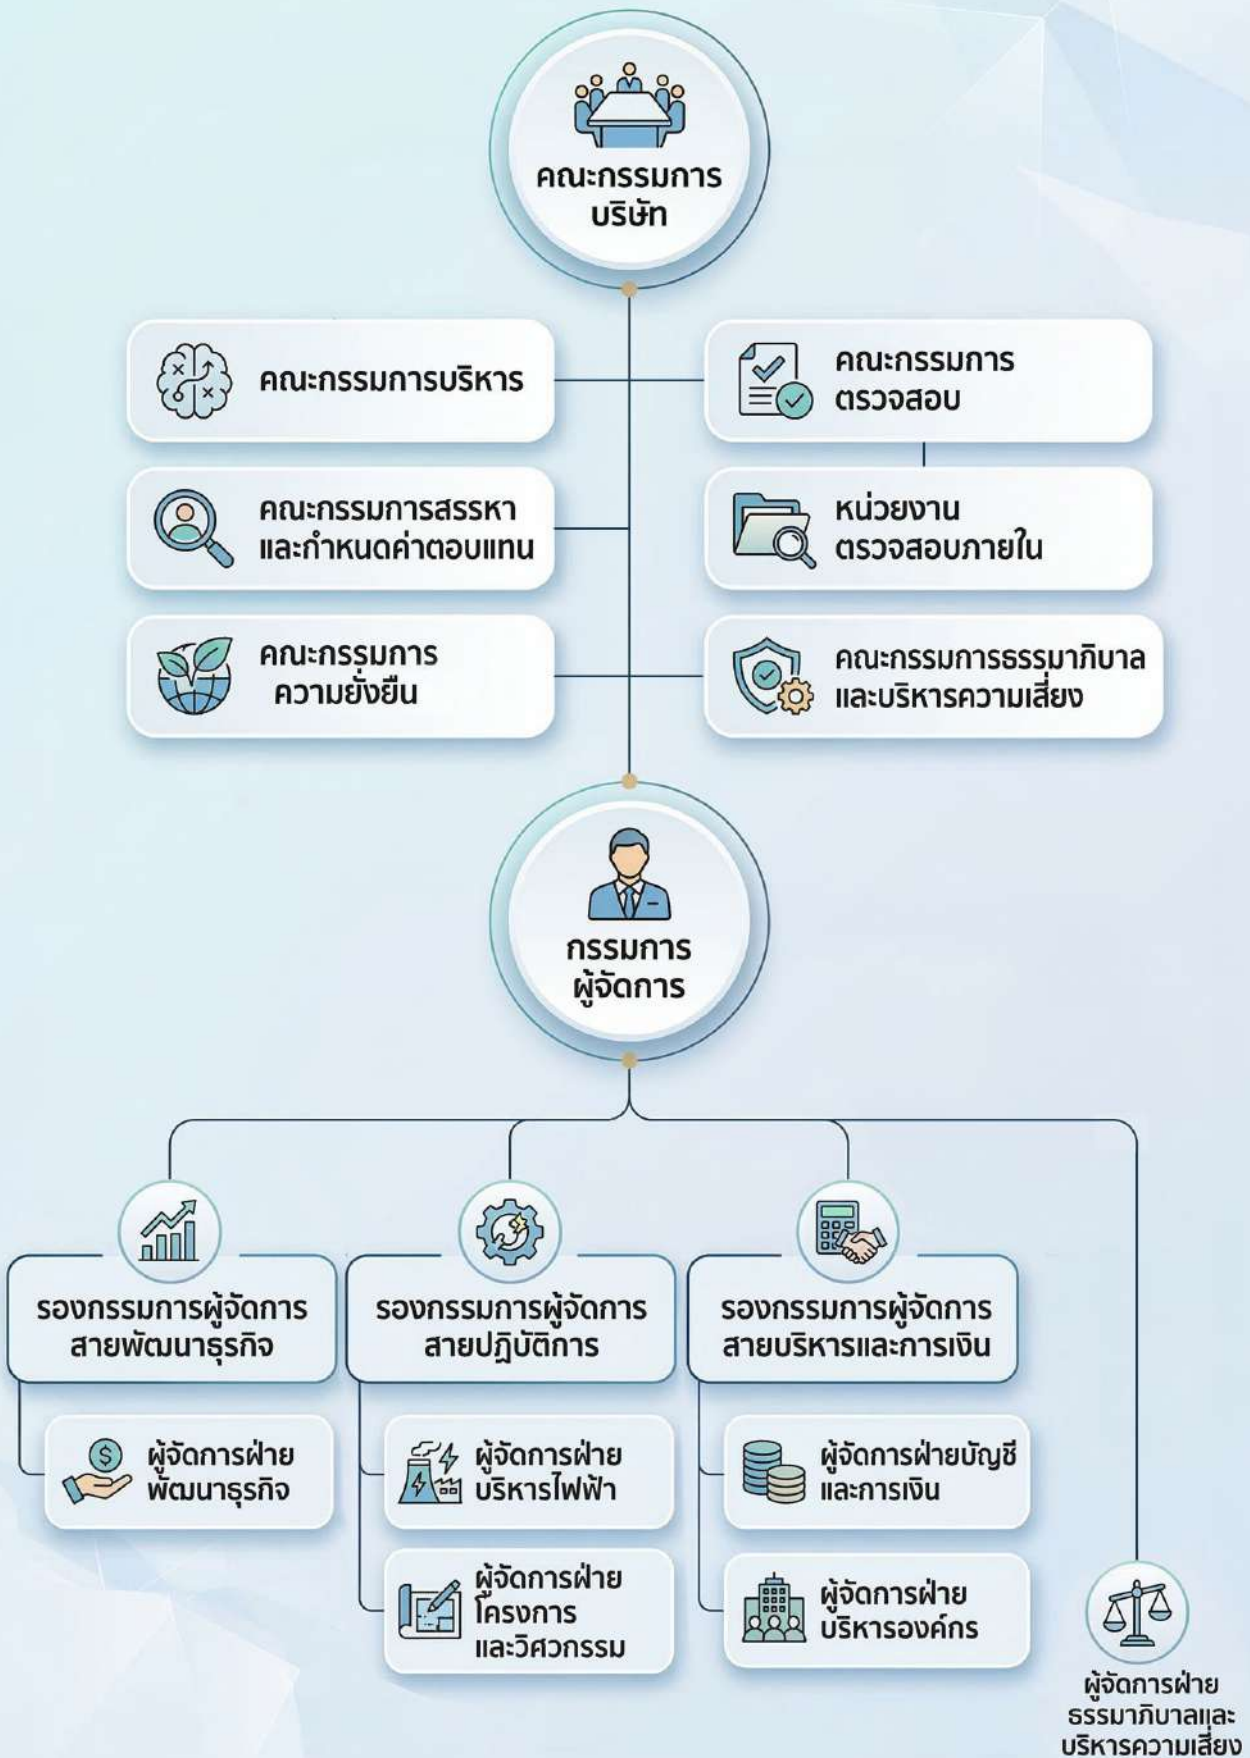 คณะกรรมการ
บริษัท
คณะกรรมการบริหาร
คณะกรรมการ
ตรวจสอบ
คณะกรรมการสรรหา
และกำหนดค่าตอบแทน
หน่วยงาน
ตรวจสอบภายใน
คณะกรรมการ
ความยั่งยืน
คณะกรรมการธรรมาภิบาล
และบริหารความเสี่ยง
กรรมการ
ผู้จัดการ
รองกรรมการผู้จัดการ
สายพัฒนาธุรกิจ
รองกรรมการผู้จัดการ
สายปฏิบัติการ
รองกรรมการผู้จัดการ
สายบริหารและการเงิน
ผู้จัดการฝ่าย
พัฒนาธุรกิจ
ผู้จัดการฝ่าย
บริหารไฟฟ้า
ผู้จัดการฝ่ายบัญชี
และการเงิน
ผู้จัดการฝ่าย
โครงการ
และวิศวกรรม
ผู้จัดการฝ่าย
บริหารองค์กร
ผู้จัดการฝ่าย
ธรรมาภิบาลและ
บริหารความเสี่ยง